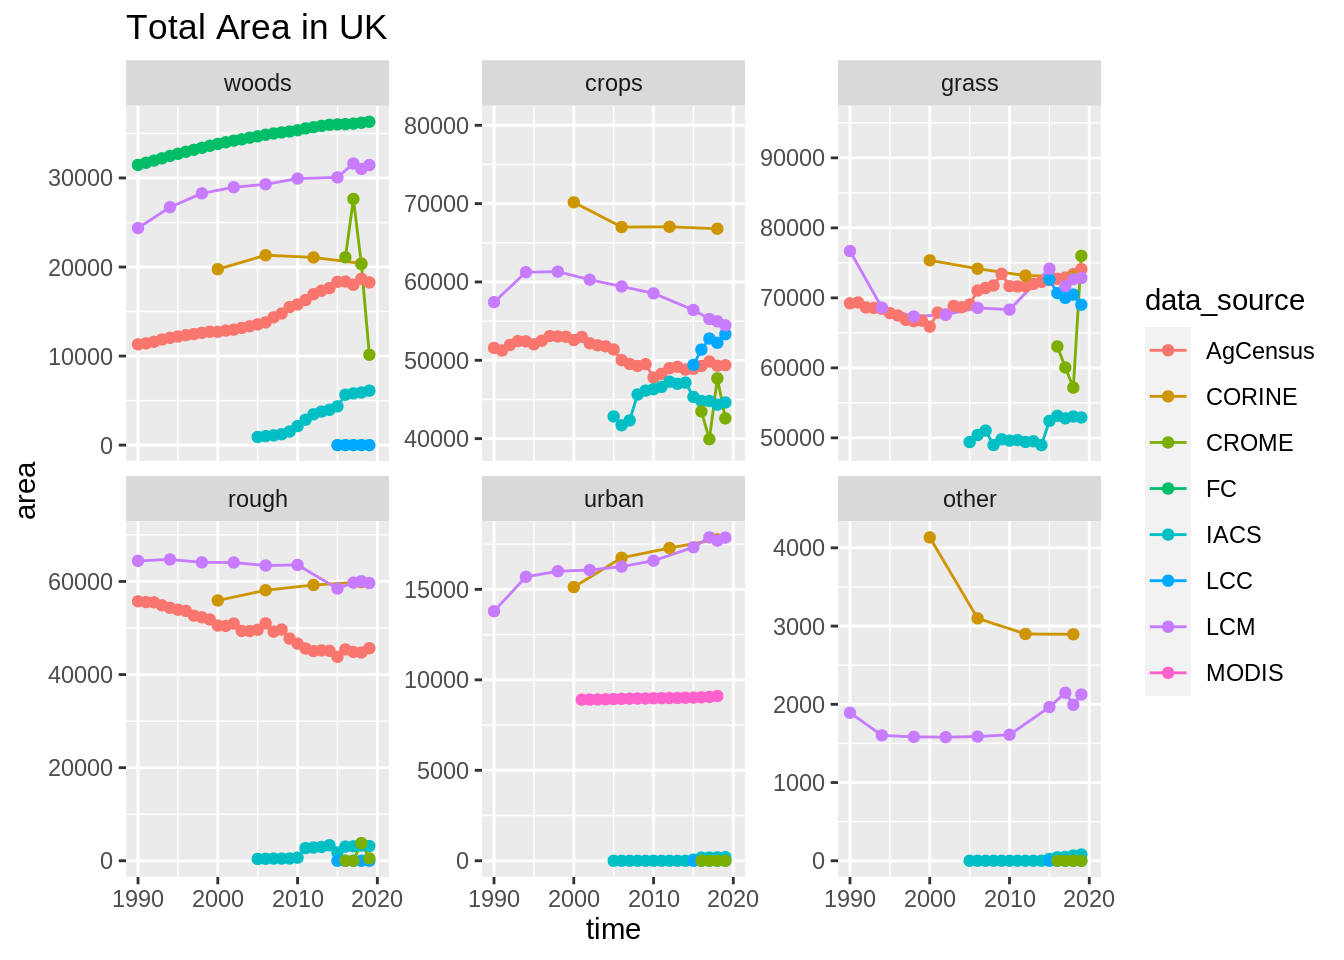 Total Area in UK
woods
crops
grass
30000
20000
10000
0
80000
70000
60000
50000
40000
90000
80000
70000
60000
50000
area
rough
urban
other
60000
40000
20000
0
15000
10000
5000
0
4000
3000
2000
1000
0
1990 2000 2010 2020
1990 2000 2010 2020
1990 2000 2010 2020
time
data_source
AgCensus
CORINE
CROME
FC
IACS
LCC
LCM
MODIS